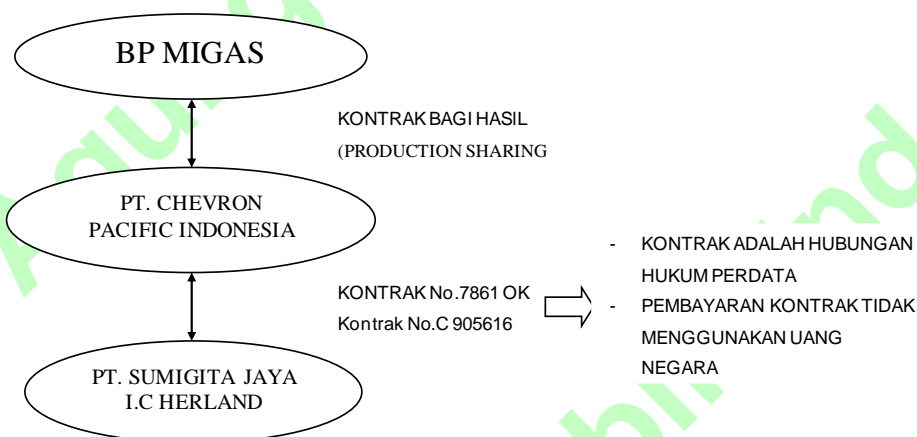 BP MIGAS
KONTRAK BAGI HASIL
(PRODUCTION SHARING
PT. CHEVRON
PACIFIC INDONESIA
KONTRAK No.7861 OK
Kontrak No.C 905616
- KONTRAK ADALAH HUBUNGAN
HUKUM PERDATA
- PEMBAYARAN KONTRAK TIDAK
MENGGUNAKAN UANG
NEGARA
PT. SUMIGITA JAYA
I.C HERLAND